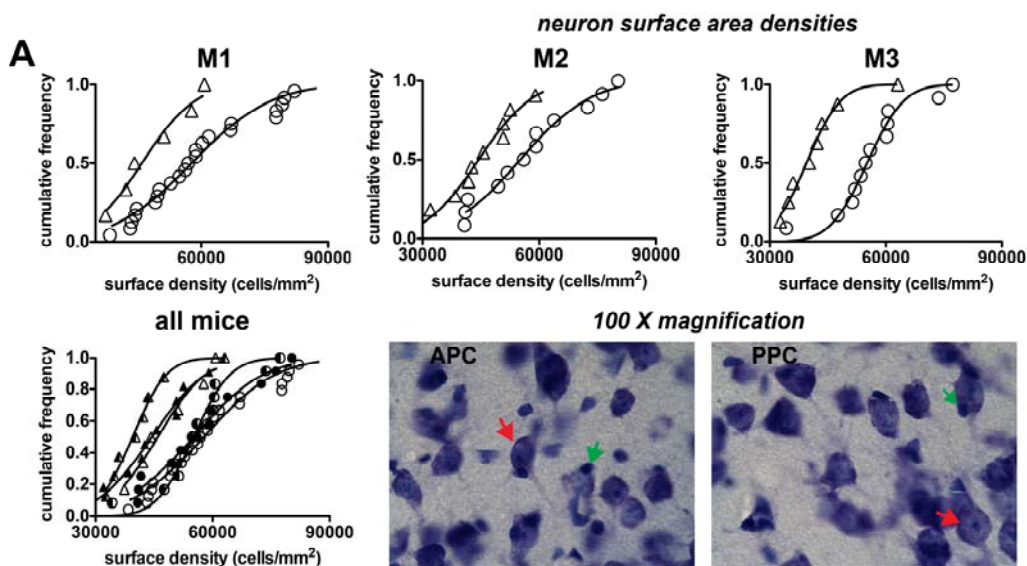 neuron surface area densities
A
M1
M2
M3
cumulative frequency
1.0
0.5
0.0
60000
90000
surface density (cells/mm²)
cumulative frequency
1.0
0.5
0.0
30000
60000
90000
surface density (cells/mm²)
cumulative frequency
1.0
0.5
0.0
30000
60000
90000
surface density (cells/mm²)
all mice
100 X magnification
cumulative frequency
1.0
0.8
0.6
0.4
0.2
0.0
30000
60000
90000
surface density (cells/mm²)
APC
PPC